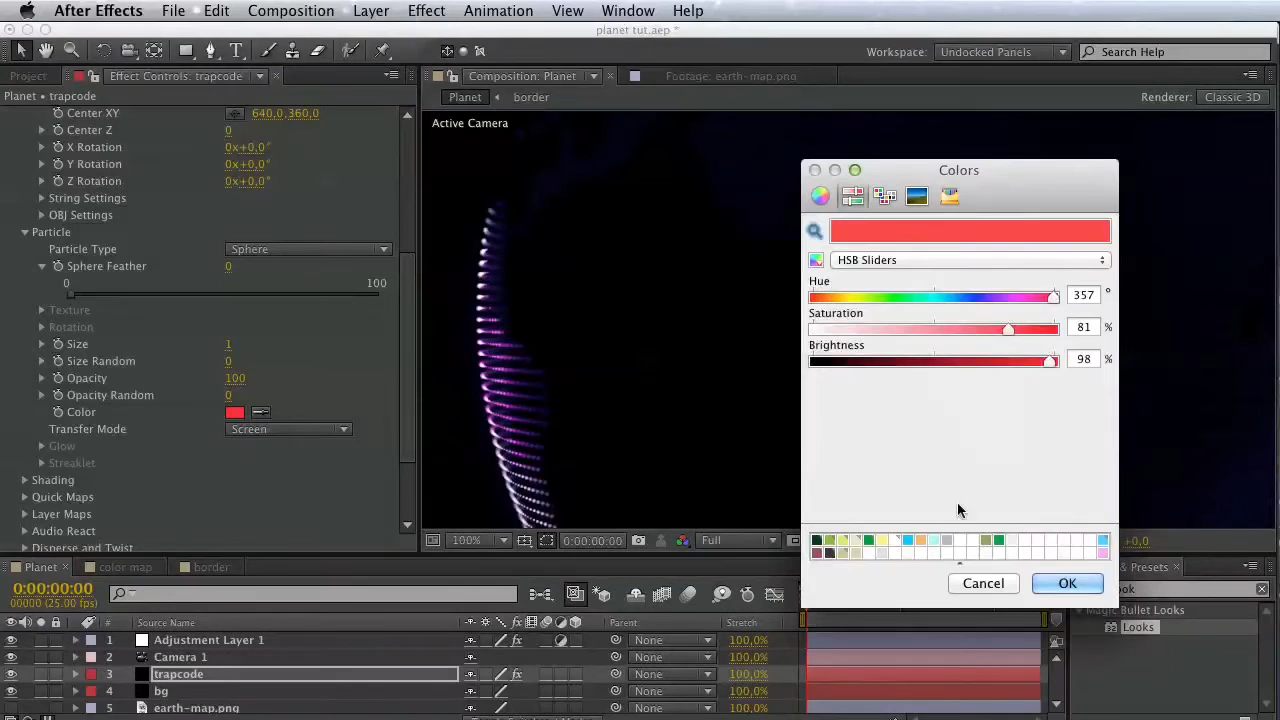 After Effects File Edit Composition Layer Effect Animation View Window Help
planet tut.aep *
Workspace: Undocked Panels Search Help
Project Effect Controls: trapcode Composition: Planet Footage: earth-map.png
Planet • trapcode Planet border Renderer: Classic 3D
Center XY 640,0,360,0
Active Camera
Center Z 0
X Rotation 0x+0,0°
Y Rotation 0x+0,0°
Z Rotation 0x+0,0°
String Settings
OBJ Settings
Particle
Particle Type Sphere
Sphere Feather 0
0 100
Texture
Rotation
Size 1
Size Random 0
Opacity 100
Opacity Random 0
Color
Transfer Mode Screen
Glow
Streaklet
Shading
Quick Maps
Layer Maps
Audio React
Disperse and Twist
Colors
HSB Sliders
Hue
357 °
Saturation
81 %
Brightness
98 %
Cancel OK
100% 0:00:00:00 Full +0,0
Planet color map border & Presets
0:00:00:00
00000 (25.00 fps)
ook
# Source Name Parent Stretch
Magic Bullet Looks
Looks
1 Adjustment Layer 1 fx None 100,0%
2 Camera 1 None 100,0%
3 trapcode fx None 100,0%
4 bg None 100,0%
5 earth-map.png None 100,0%